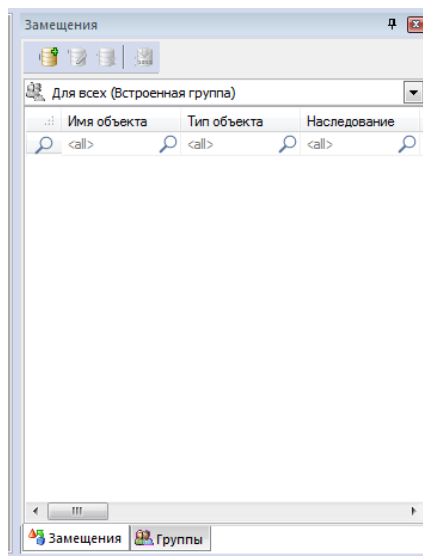 Замещения
Для всех (Встроенная группа)
Имя объекта Тип объекта Наследование
<all> <all> <all>
Замещения Группы